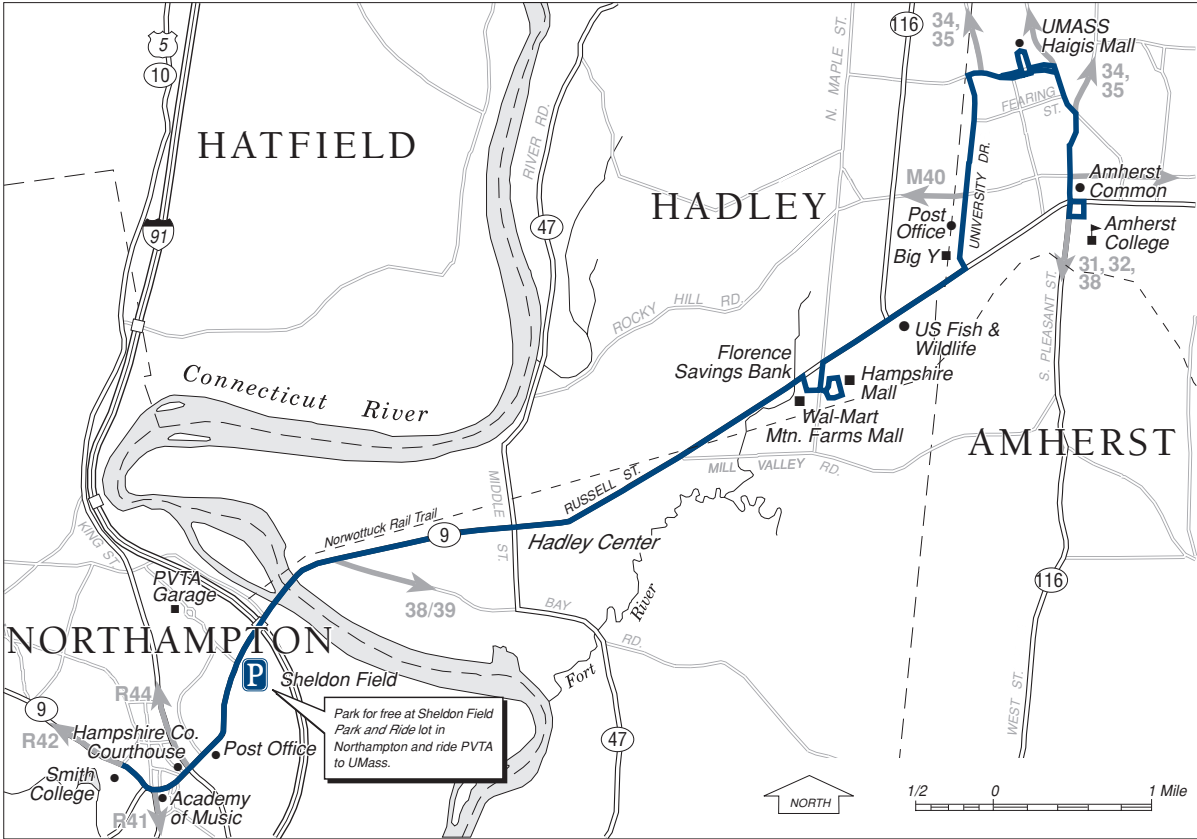 5
10
HATFIELD
91
RIVER RD.
47
N. MAPLE ST.
116
34,
35
UMASS
Haigis Mall
34,
35
FEARING
ST.
HADLEY
M40
Post
Office
Big Y
UNIVERSITY DR.
Amherst
Common
Amherst
College
31, 32,
38
S. PLEASANT ST.
ROCKY HILL RD.
US Fish &
Wildlife
Florence
Savings Bank
Hampshire
Mall
Wal-Mart
Mtn. Farms Mall
Connecticut River
AMHERST
MILL VALLEY RD.
MIDDLE ST.
RUSSELL ST.
Norwottuck Rail Trail
9
Hadley Center
KING ST.
PVTA
Garage
38/39
BAY RD.
Fort River
116
WEST ST.
NORTHAMPTON
P
Sheldon Field
Park for free at Sheldon Field
Park and Ride lot in
Northampton and ride PVTA
to UMass.
9
R44
R42
Hampshire Co.
Courthouse
Post Office
Smith
College
Academy
of Music
R41
47
NORTH
1/2 0 1 Mile